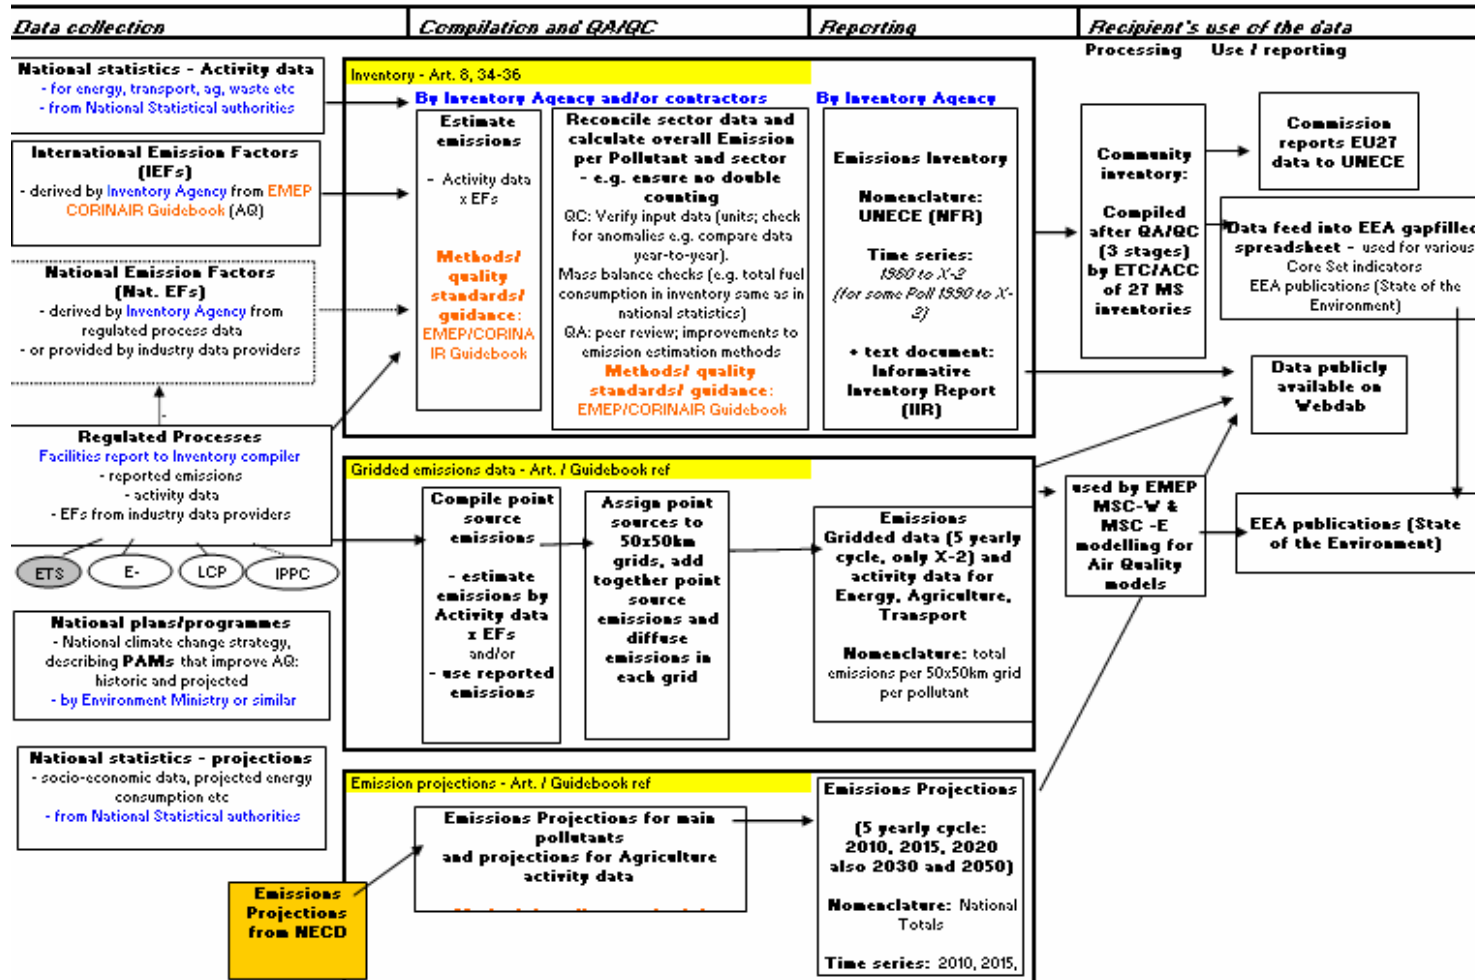 Data collection
Compilation and QA/QC
Reporting
Recipient's use of the data
Processing
Use / reporting
National statistics - Activity data
- for energy, transport, ag, waste etc
- from National Statistical authorities
International Emission Factors
(IEFs)
- derived by Inventory Agency from EMEP
CORINAIR Guidebook (AQ)
National Emission Factors
(Nat. EFs)
- derived by Inventory Agency from
regulated process data
- or provided by industry data providers
Regulated Processes
Facilities report to Inventory compiler
- reported emissions
- activity data
- EFs from industry data providers
ETS
E-
LCP
IPPC
National plans/programmes
- National climate change strategy,
describing PAMs that improve AQ:
historic and projected
- by Environment Ministry or similar
National statistics - projections
- socio-economic data, projected energy
consumption etc
- from National Statistical authorities
Emissions
Projections
from NECD
Inventory - Art. 8, 34-36
By Inventory Agency and/or contractors
By Inventory Agency
Estimate
emissions
- Activity data
x EFs
Methods/
quality
standards/
guidance:
EMEP/CORINA
IR Guidebook
Reconcile sector data and
calculate overall Emission
per Pollutant and sector
- e.g. ensure no double
counting
QC: Verify input data (units; check
for anomalies e.g. compare data
year-to-year).
Mass balance checks (e.g. total fuel
consumption in inventory same as in
national statistics)
QA: peer review; improvements to
emission estimation methods
Methods/ quality
standards/ guidance:
EMEP/CORINAIR Guidebook
Emissions Inventory
Nomenclature:
UNECE (NFR)
Time series:
1980 to X-2
(for some Poll 1990 to X-
2)
+ text document:
Informative
Inventory Report
(IIR)
Gridded emissions data - Art. / Guidebook ref
Compile point
source
emissions
- estimate
emissions by
Activity data
x EFs
and/or
- use reported
emissions
Assign point
sources to
50x50km
grids, add
together point
source
emissions and
diffuse
emissions in
each grid
Emissions
Gridded data (5 yearly
cycle, only X-2) and
activity data for
Energy, Agriculture,
Transport
Nomenclature: total
emissions per 50x50km grid
per pollutant
Emission projections - Art. / Guidebook ref
Emissions Projections for main
pollutants
and projections for Agriculture
activity data
Emissions Projections
(5 yearly cycle:
2010, 2015, 2020
also 2030 and 2050)
Nomenclature: National
Totals
Time series: 2010, 2015,
Community
inventory:
Compiled
after QA/QC
(3 stages)
by ETC/ACC
of 27 MS
inventories
Commission
reports EU27
data to UNECE
Data feed into EEA gapfilled
spreadsheet - used for various
Core Set indicators
EEA publications (State of the
Environment)
Data publicly
available on
Webdab
used by EMEP
MSC-W &
MSC -E
modelling for
Air Quality
models
EEA publications (State
of the Environment)